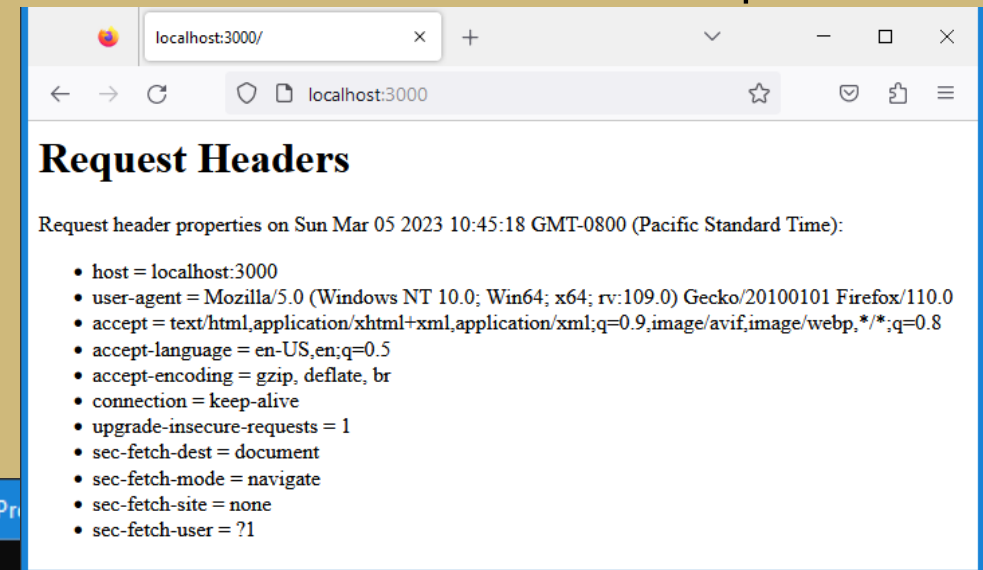 localhost:3000/
localhost:3000
Request Headers
Request header properties on Sun Mar 05 2023 10:45:18 GMT-0800 (Pacific Standard Time):
• host = localhost:3000
• user-agent = Mozilla/5.0 (Windows NT 10.0; Win64; x64; rv:109.0) Gecko/20100101 Firefox/110.0
• accept = text/html,application/xhtml+xml,application/xml;q=0.9,image/avif,image/webp,*/*;q=0.8
• accept-language = en-US,en;q=0.5
• accept-encoding = gzip, deflate, br
• connection = keep-alive
• upgrade-insecure-requests = 1
• sec-fetch-dest = document
• sec-fetch-mode = navigate
• sec-fetch-site = none
• sec-fetch-user = ?1